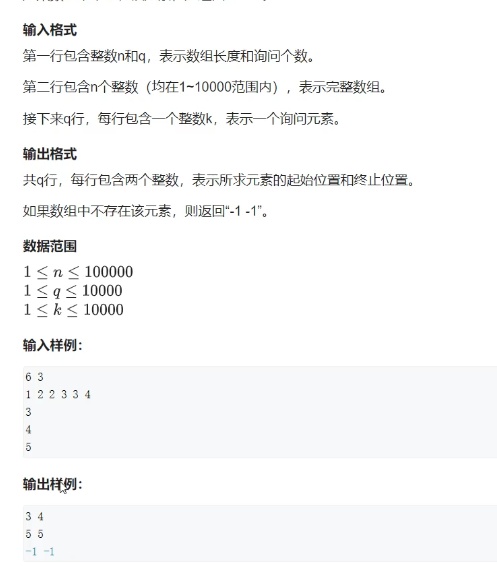 输入格式
第一行包含整数n和q，表示数组长度和询问个数。
第二行包含n个整数（均在1~10000范围内），表示完整数组。
接下来q行，每行包含一个整数k，表示一个询问元素。
输出格式
共q行，每行包含两个整数，表示所求元素的起始位置和终止位置。
如果数组中不存在该元素，则返回“-1 -1”。
数据范围
1 ≤ n ≤ 100000
1 ≤ q ≤ 10000
1 ≤ k ≤ 10000
输入样例：
6 3
1 2 2 3 3 4
3
4
5
输出样例：
3 4
5 5
-1 -1